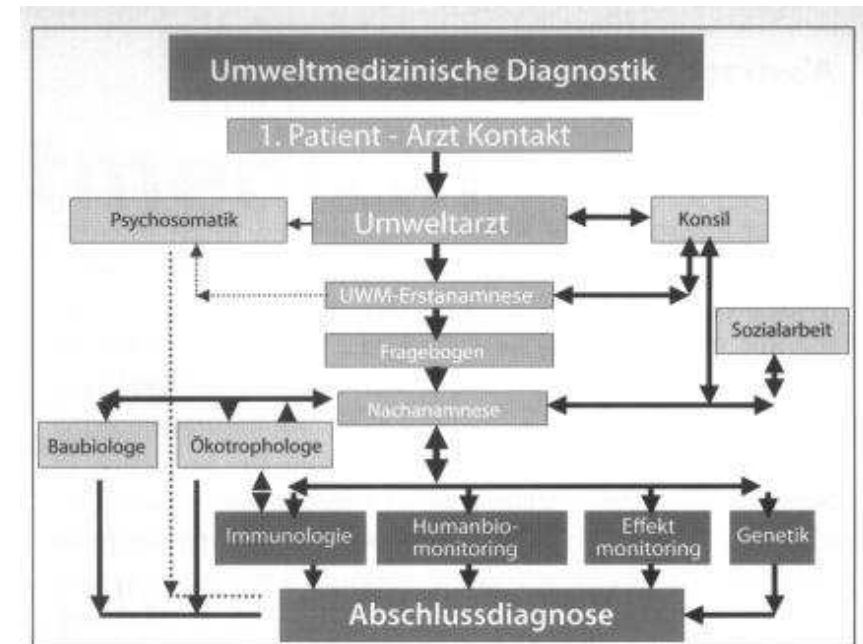 Umweltmedizinische Diagnostik
1. Patient - Arzt Kontakt
Psychosomatik
Umweltarzt
Konsil
UWM-Erstanamnese
Sozialarbeit
Fragebogen
Nachanamnese
Baubiologe
Ökotrophologe
Immunologie
Humanbio-
monitoring
Effekt
monitoring
Genetik
Abschlussdiagnose